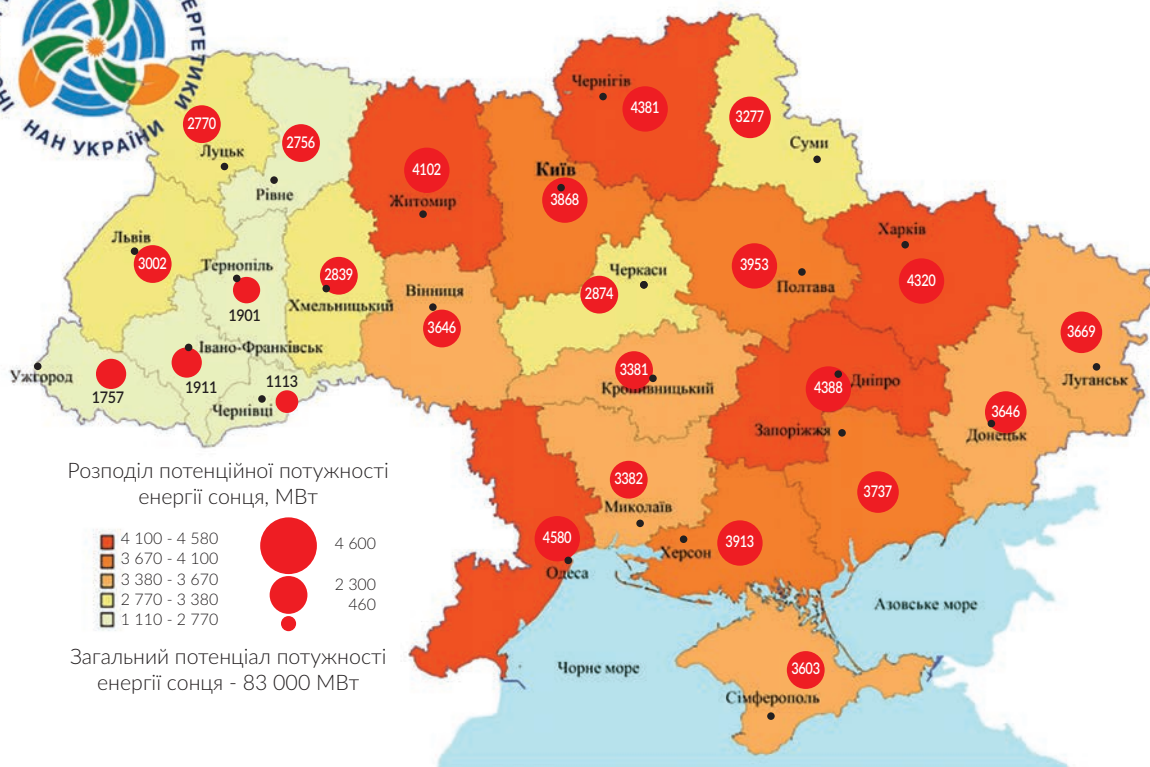 ЕРГЕТИКИ
НАН УКРАЇНИ
Чернігів
4381
3277
Суми
2770
Луцьк
2756
Рівне
4102
Житомир
Київ
3868
Харків
4320
Львів
3002
Тернопіль
1901
2839
Хмельницький
Вінниця
3646
Черкаси
2874
3953
Полтава
3669
Луганськ
Ужгород
1757
Івано-Франківськ
1911
1113
Чернівці
3381
Кропивницький
4388
Дніпро
Запоріжжя
3646
Донецьк
3737
3382
Миколаїв
4580
Одеса
Херсон
3913
Азовське море
Чорне море
3603
Сімферополь
Розподіл потенційної потужності
енергії сонця, МВт
4 100 - 4 580
3 670 - 4 100
3 380 - 3 670
2 770 - 3 380
1 110 - 2 770
4 600
2 300
460
Загальний потенціал потужності
енергії сонця - 83 000 МВт